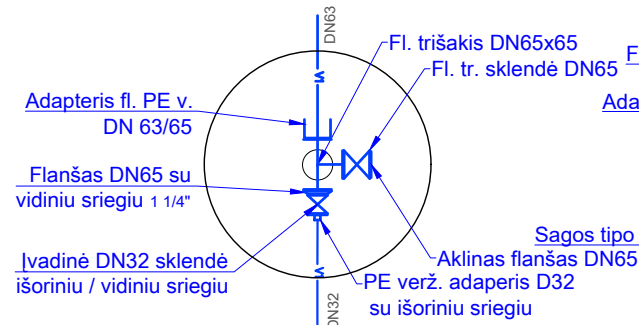 DN63
Fl. trišakis DN65x65
F
Fl. tr. sklendė DN65
Adapteris fl. PE v.
DN 63/65
Ada
Flanšas DN65 su
vidiniu sriegiu 1 1/4"
Sagos tipo
Įvadinė DN32 sklendė
išoriniu / vidiniu sriegiu
Aklinas flanšas DN65
PE verž. adaperis D32
su išoriniu sriegiu
DN32